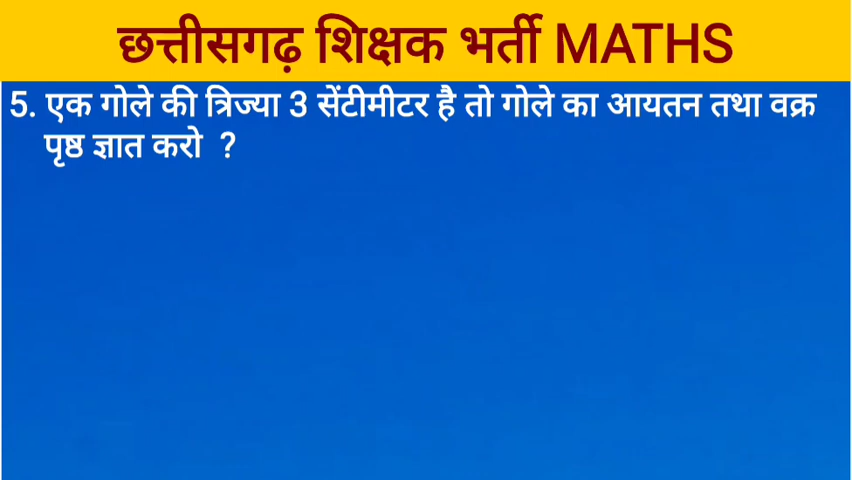 छत्तीसगढ़ शिक्षक भर्ती MATHS
5. एक गोले की त्रिज्या 3 सेंटीमीटर है तो गोले का आयतन तथा वक्र
पृष्ठ ज्ञात करो ?